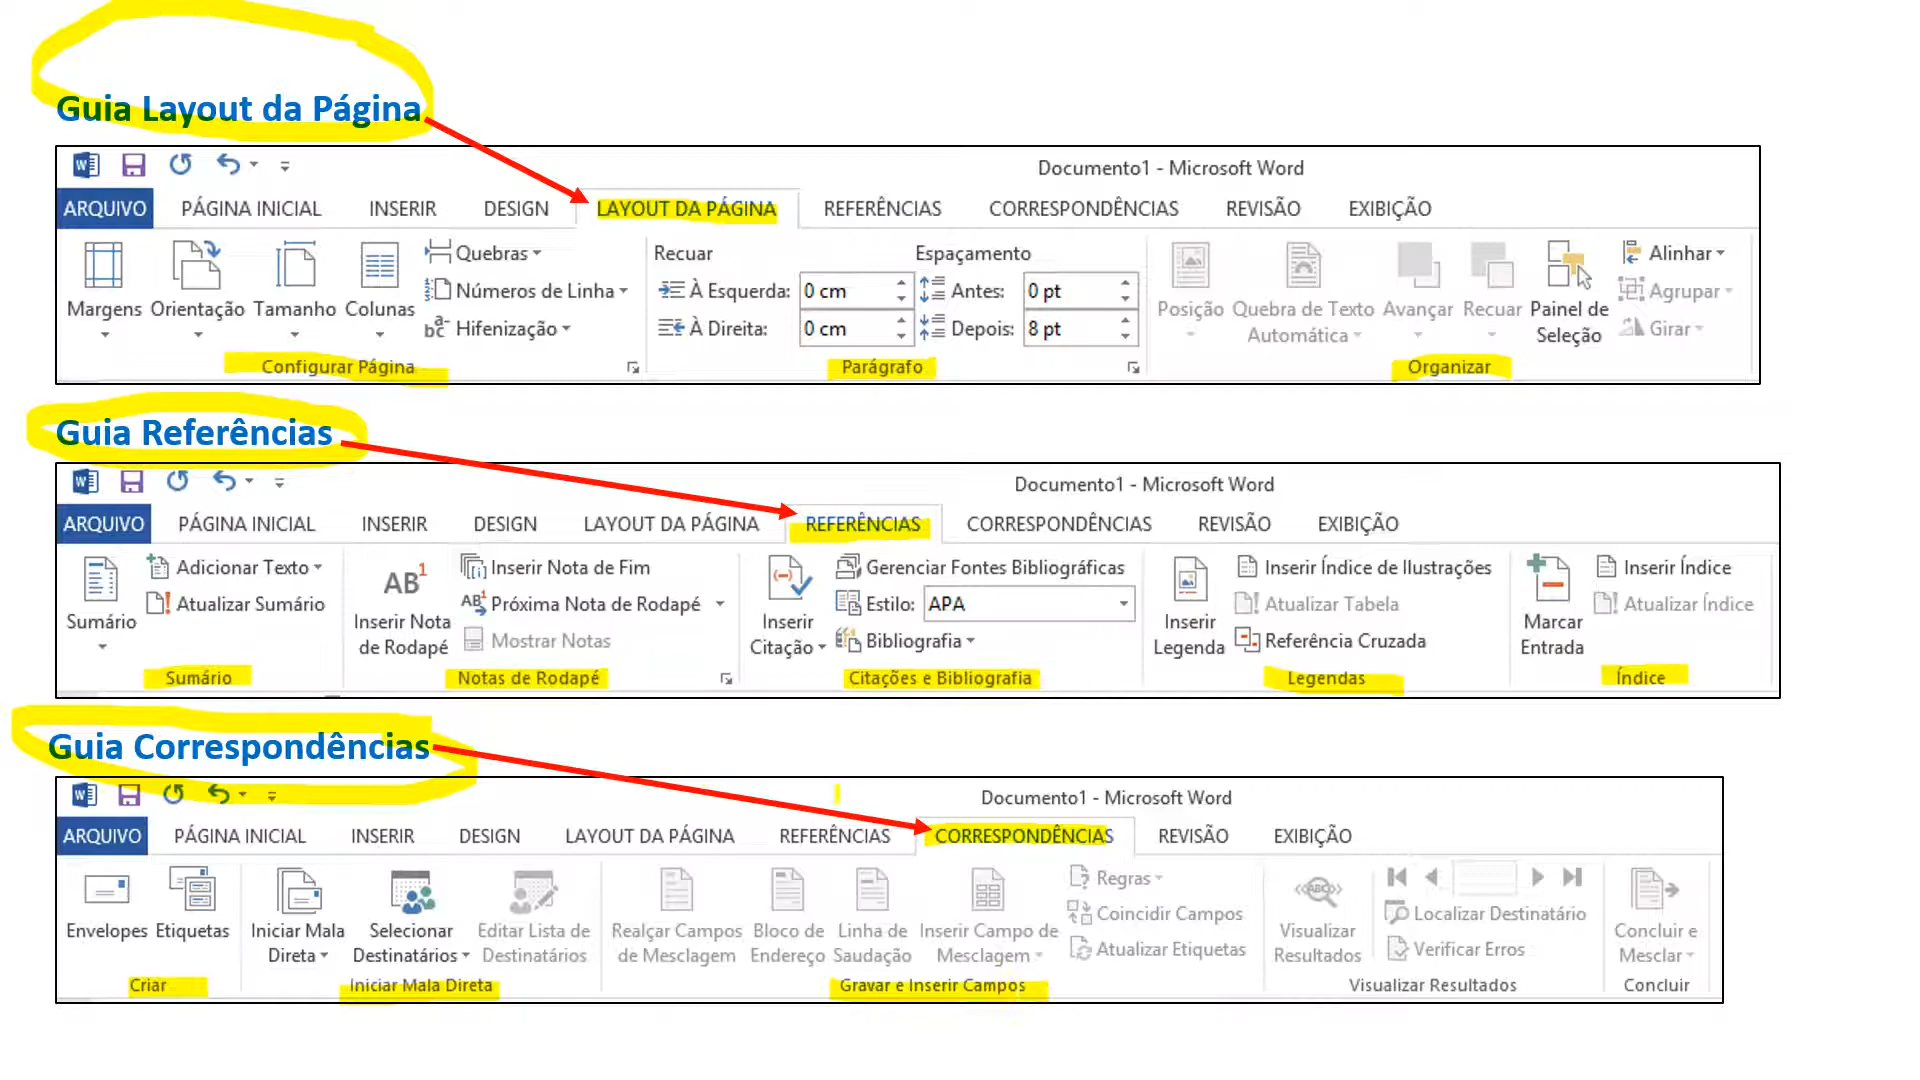 Guia Layout da Página
Documento1 - Microsoft Word
ARQUIVO PÁGINA INICIAL INSERIR DESIGN LAYOUT DA PÁGINA REFERÊNCIAS CORRESPONDÊNCIAS REVISÃO EXIBIÇÃO
Quebras Recuar Espaçamento Alinhar
Números de Linha À Esquerda: 0 cm Antes: 0 pt Agrupar
Margens Orientação Tamanho Colunas Posição Quebra de Texto Avançar Recuar Painel de
Hifenização À Direita: 0 cm Depois: 8 pt Automática Seleção Girar
Configurar Página Parágrafo Organizar
Guia Referências
Documento1 - Microsoft Word
ARQUIVO PÁGINA INICIAL INSERIR DESIGN LAYOUT DA PÁGINA REFERÊNCIAS CORRESPONDÊNCIAS REVISÃO EXIBIÇÃO
Adicionar Texto AB1 Inserir Nota de Fim Gerenciar Fontes Bibliográficas Inserir Índice de Ilustrações Inserir Índice
Atualizar Sumário Próxima Nota de Rodapé Estilo: APA Atualizar Tabela Atualizar Índice
Sumário Inserir Nota Inserir Inserir Marcar
de Rodapé Mostrar Notas Citação Bibliografia Legenda Referência Cruzada Entrada
Sumário Notas de Rodapé Citações e Bibliografia Legendas Índice
Guia Correspondências
Documento1 - Microsoft Word
ARQUIVO PÁGINA INICIAL INSERIR DESIGN LAYOUT DA PÁGINA REFERÊNCIAS CORRESPONDÊNCIAS REVISÃO EXIBIÇÃO
Regras
Coincidir Campos Localizar Destinatário
Envelopes Etiquetas Iniciar Mala Selecionar Editar Lista de Realçar Campos Bloco de Linha de Inserir Campo de Visualizar Concluir e
Direta Destinatários Destinatários de Mesclagem Endereço Saudação Mesclagem Atualizar Etiquetas Resultados Verificar Erros Mesclar
Criar Iniciar Mala Direta Gravar e Inserir Campos Visualizar Resultados Concluir